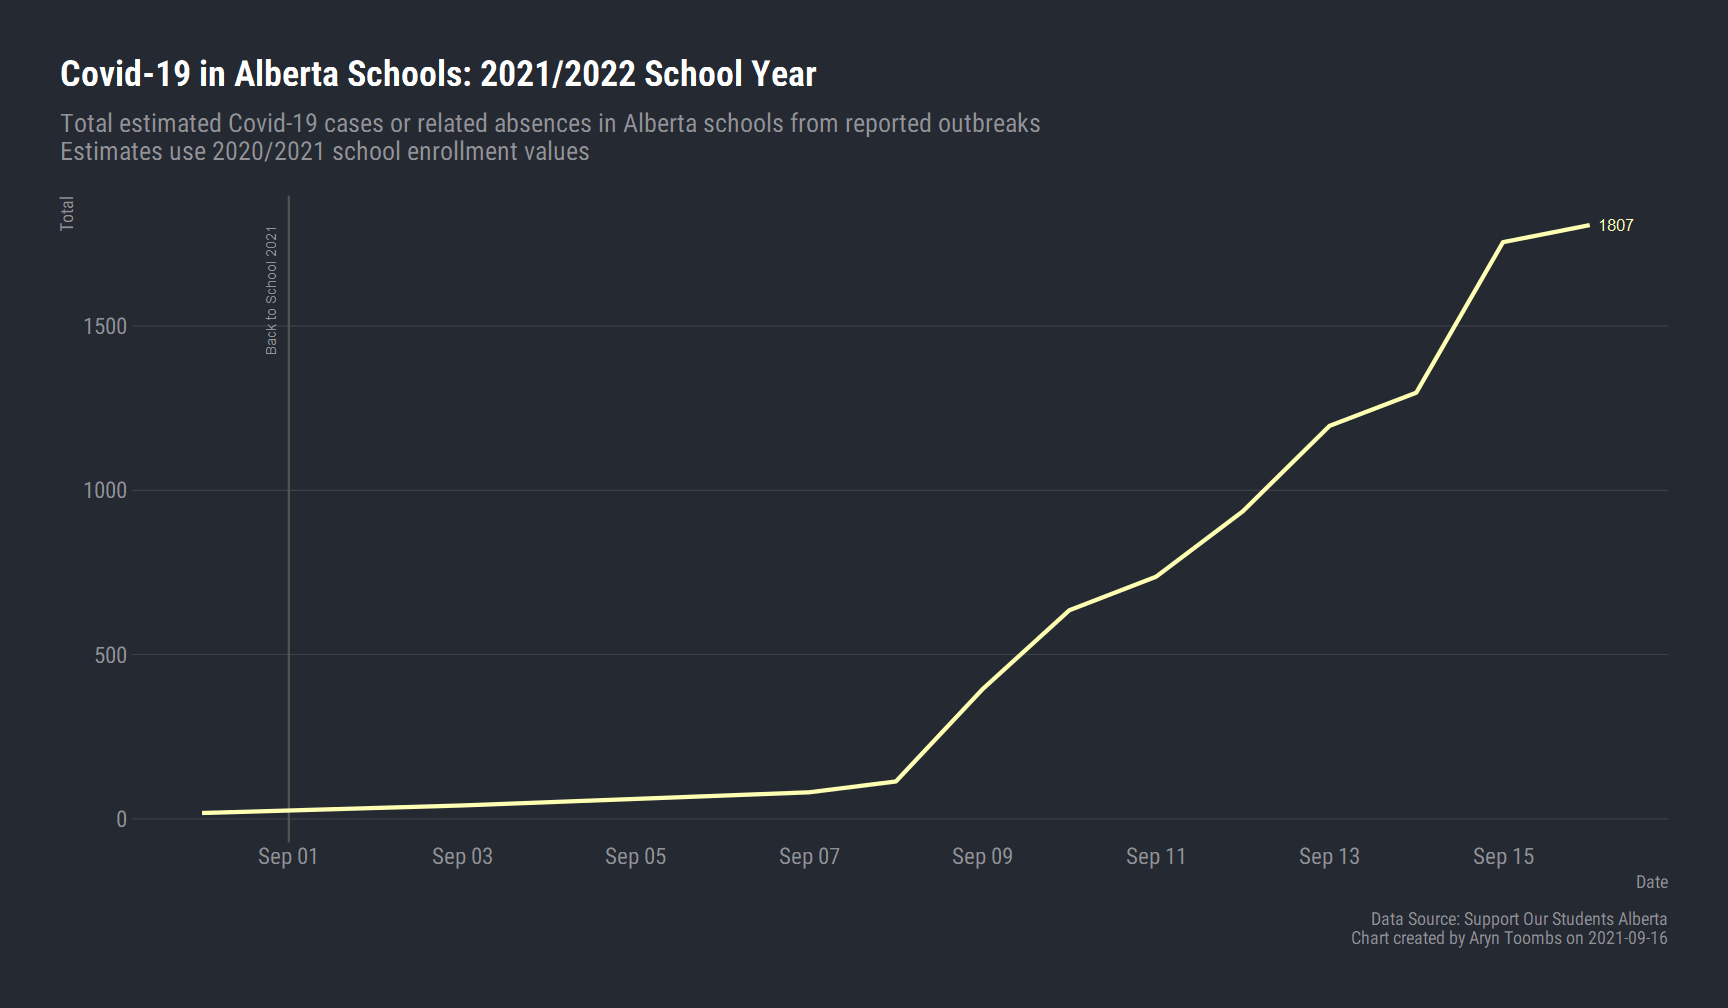 Covid-19 in Alberta Schools: 2021/2022 School Year
Total estimated Covid-19 cases or related absences in Alberta schools from reported outbreaks
Estimates use 2020/2021 school enrollment values
Total
Back to School 2021
1807
1500
1000
500
0
Sep 01
Sep 03
Sep 05
Sep 07
Sep 09
Sep 11
Sep 13
Sep 15
Date
Data Source: Support Our Students Alberta
Chart created by Aryn Toombs on 2021-09-16